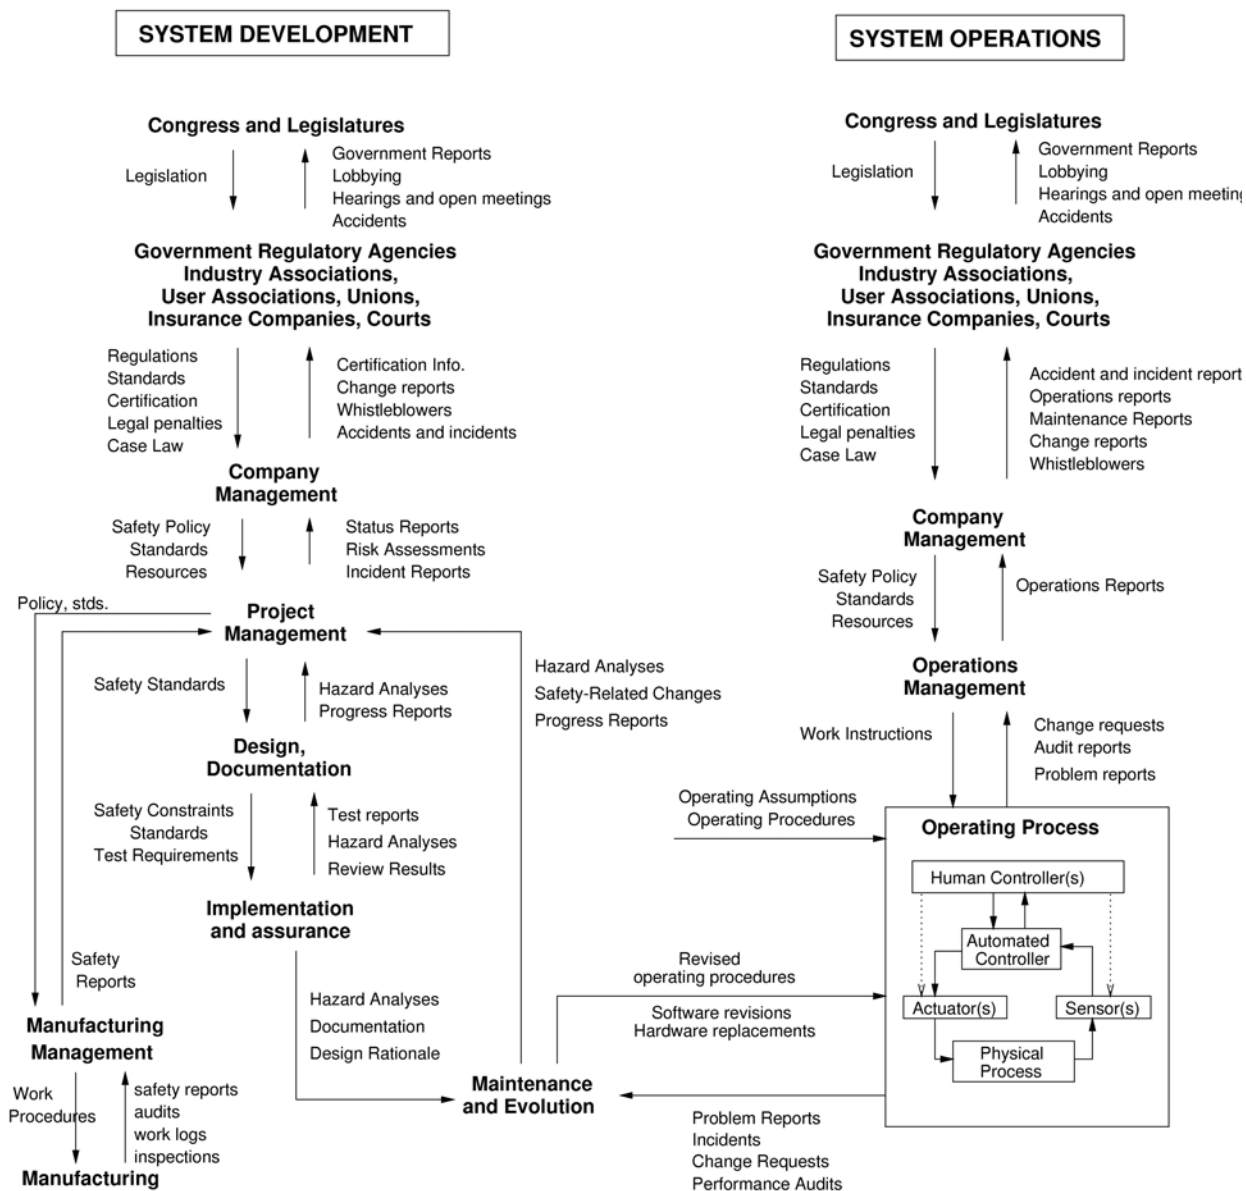 SYSTEM DEVELOPMENT
Congress and Legislatures
Legislation
Government Reports
Lobbying
Hearings and open meetings
Accidents
Government Regulatory Agencies
Industry Associations,
User Associations, Unions,
Insurance Companies, Courts
Regulations
Standards
Certification
Legal penalties
Case Law
Certification Info.
Change reports
Whistleblowers
Accidents and incidents
Company
Management
Safety Policy
Standards
Resources
Status Reports
Risk Assessments
Incident Reports
Policy, stds.
Project
Management
Safety Standards
Hazard Analyses
Progress Reports
Hazard Analyses
Safety-Related Changes
Progress Reports
Design,
Documentation
Safety Constraints
Standards
Test Requirements
Test reports
Hazard Analyses
Review Results
Implementation
and assurance
Safety
Reports
Hazard Analyses
Documentation
Design Rationale
Manufacturing
Management
Work
Procedures
safety reports
audits
work logs
inspections
Manufacturing
Maintenance
and Evolution
SYSTEM OPERATIONS
Congress and Legislatures
Legislation
Government Reports
Lobbying
Hearings and open meeting
Accidents
Government Regulatory Agencies
Industry Associations,
User Associations, Unions,
Insurance Companies, Courts
Regulations
Standards
Certification
Legal penalties
Case Law
Accident and incident report
Operations reports
Maintenance Reports
Change reports
Whistleblowers
Company
Management
Safety Policy
Standards
Resources
Operations Reports
Operations
Management
Work Instructions
Change requests
Audit reports
Problem reports
Operating Assumptions
Operating Procedures
Operating Process
Human Controller(s)
Automated
Controller
Actuator(s)
Sensor(s)
Physical
Process
Revised
operating procedures
Software revisions
Hardware replacements
Problem Reports
Incidents
Change Requests
Performance Audits